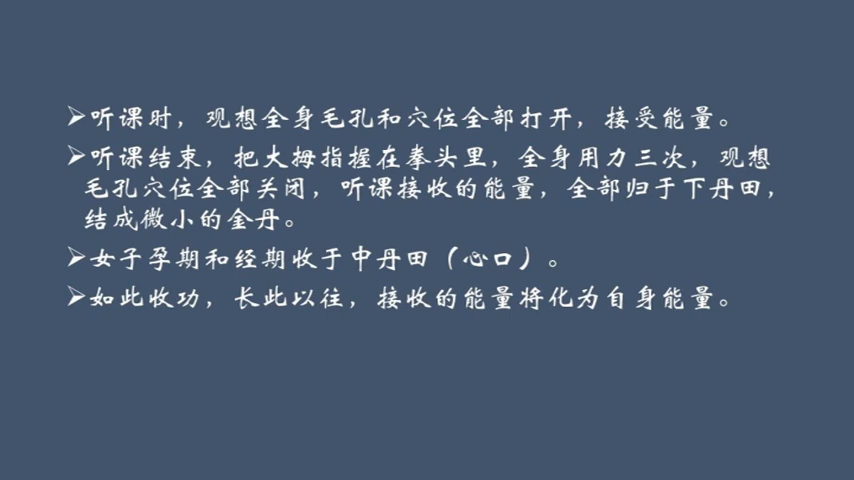 ➢听课时，观想全身毛孔和穴位全部打开，接受能量。
➢听课结束，把大拇指握在拳头里，全身用力三次，观想
毛孔穴位全部关闭，听课接收的能量，全部归于下丹田，
结成微小的金丹。
➢女子孕期和经期收于中丹田（心口）。
➢如此收功，长此以往，接收的能量将化为自身能量。